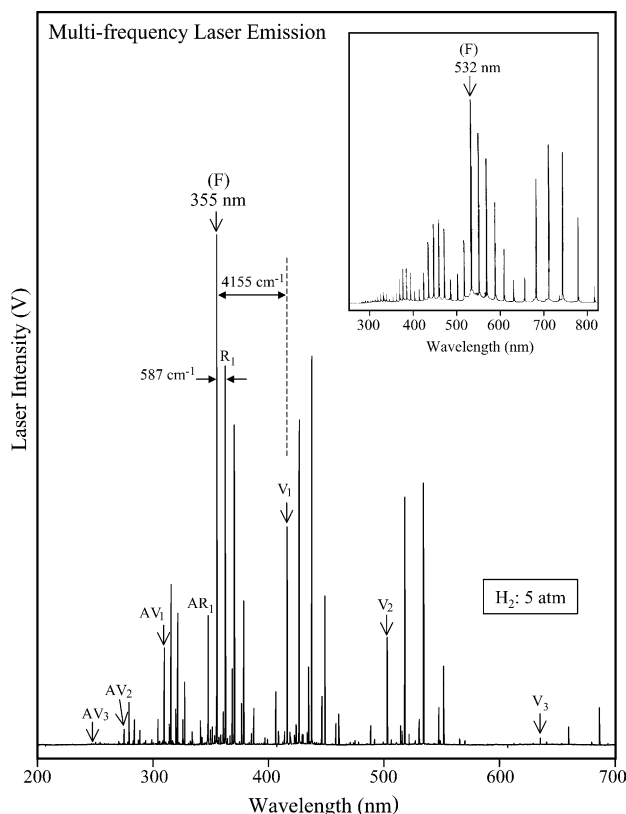 Multi-frequency Laser Emission
(F)
532 nm
300 400 500 600 700 800
Wavelength (nm)
(F)
355 nm
4155 cm-1
R1
587 cm-1
V1
AR1
AV1
H2: 5 atm
V2
AV2
AV3
V3
200 300 400 500 600 700
Wavelength (nm)
Laser Intensity (V)